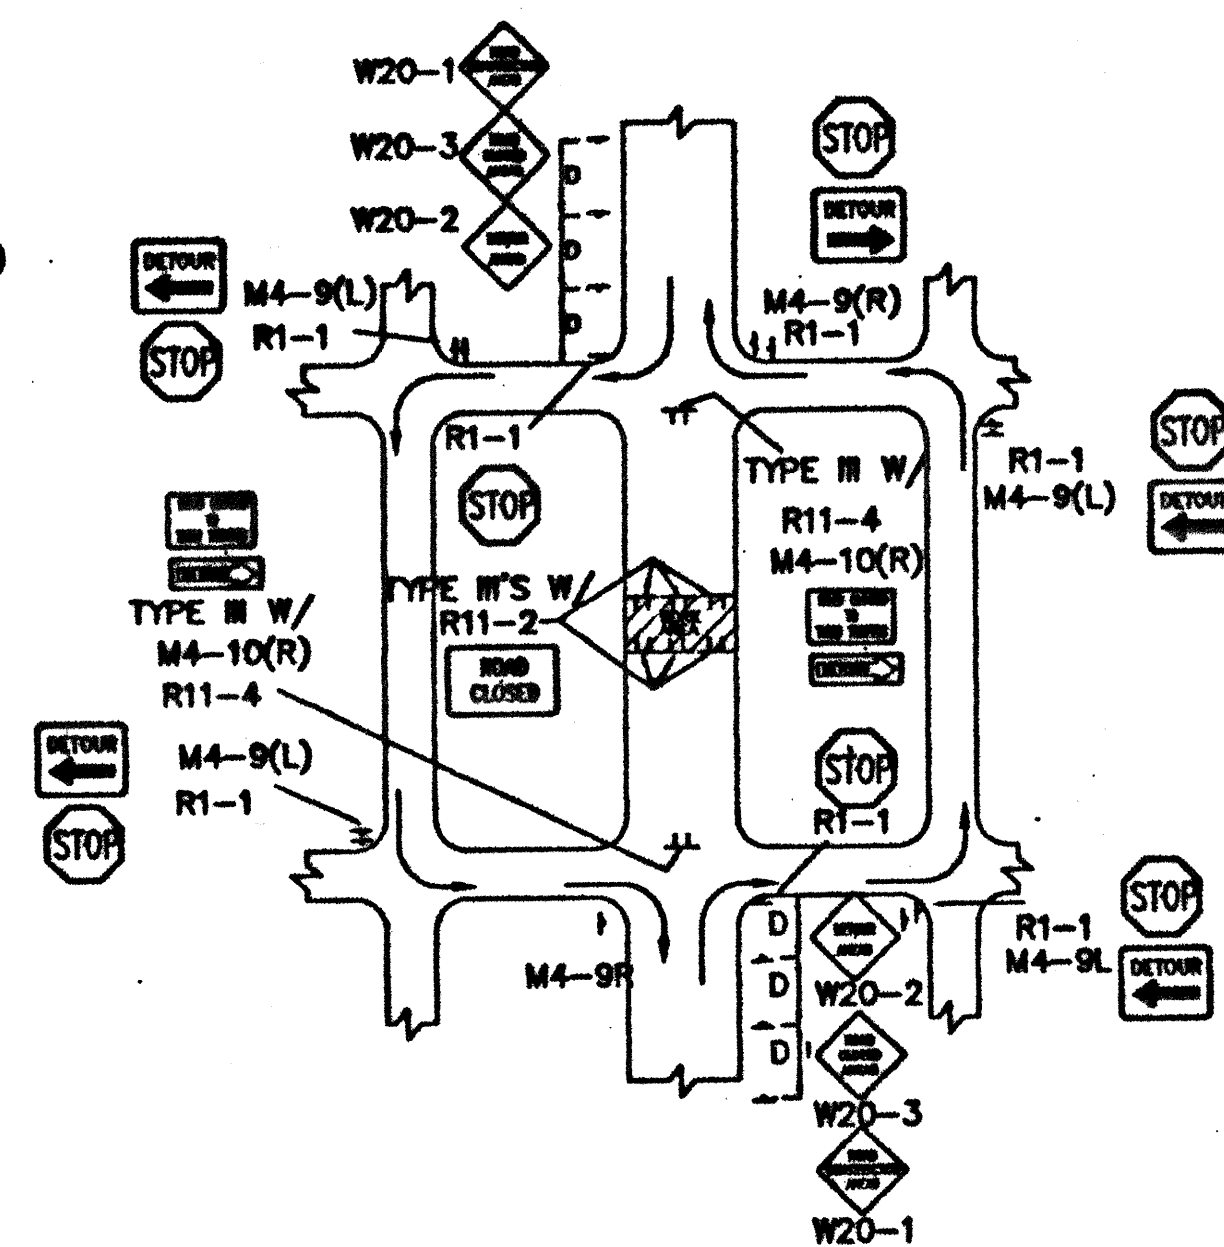 W20-1
AHEAD
W20-3
W20-2
AHEAD
D
D
D
STOP
DETOUR
DETOUR
M4-9(L)
R1-1
STOP
M4-9(R)
R1-1
R1-1
STOP
TYPE III W/
R11-4
M4-10(R)
STOP
R1-1
M4-9(L)
DETOUR
TYPE III W/
M4-10(R)
R11-4
TYPE III'S W/
R11-2
ROAD
CLOSED
DETOUR
M4-9(L)
R1-1
STOP
STOP
R1-1
M4-9R
D
D
D
W20-2
AHEAD
W20-3
W20-1
R1-1
M4-9L
STOP
DETOUR